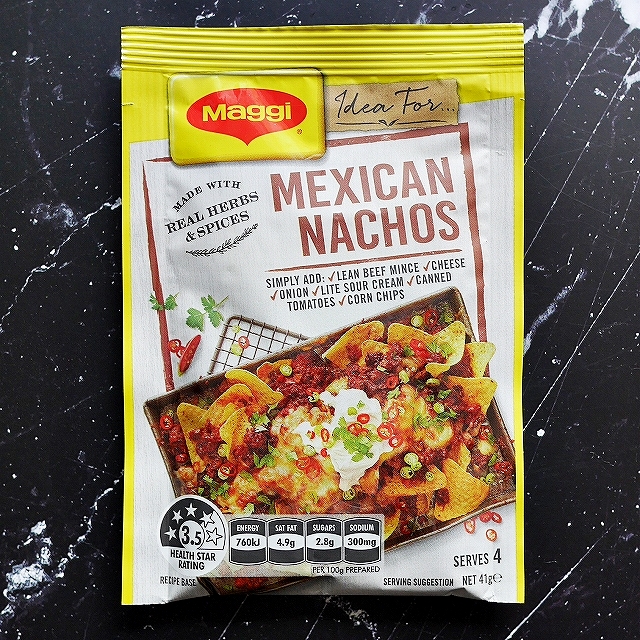 Maggi
®
Idea For...
MADE WITH
REAL HERBS
& SPICES
MEXICAN
NACHOS
SIMPLY ADD: ✓LEAN BEEF MINCE ✓CHEESE
✓ONION ✓LITE SOUR CREAM ✓CANNED
TOMATOES ✓CORN CHIPS
3.5
HEALTH STAR
RATING
ENERGY SAT FAT SUGARS SODIUM
760kJ 4.9g 2.8g 300mg
PER 100g PREPARED
SERVES 4
RECIPE BASE SERVING SUGGESTION NET 41g℮